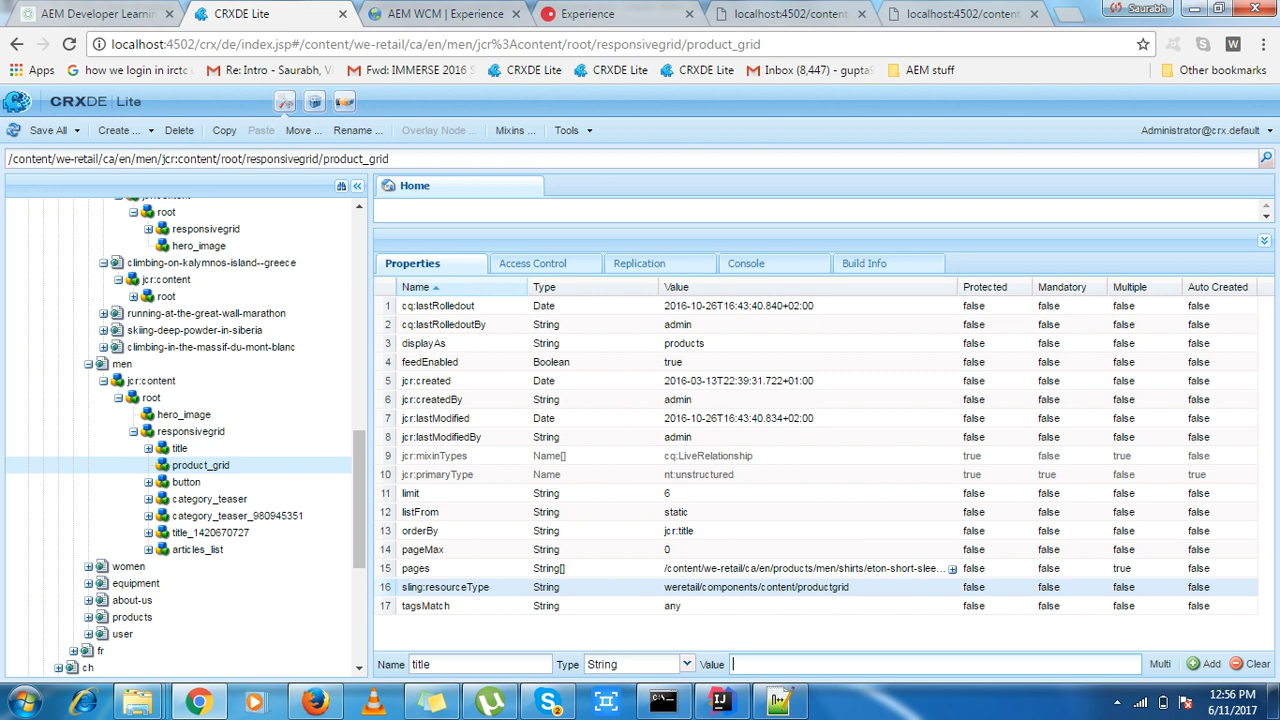 AEM Developer Learning
CRXDE Lite
AEM WCM | Experience
Experience
localhost:4502/content
localhost:4502/content
Saurabh
localhost:4502/crx/de/index.jsp#/content/we-retail/ca/en/men/jcr%3Acontent/root/responsivegrid/product_grid
Apps
how we login in irctc
Re: Intro - Saurabh, Vi
Fwd: IMMERSE 2016 S
CRXDE Lite
CRXDE Lite
CRXDE Lite
Inbox (8,447) - gupta
AEM stuff
Other bookmarks
CRXDE | Lite
Save All
Create ...
Delete
Copy
Paste
Move ...
Rename ...
Overlay Node ...
Mixins ...
Tools
Administrator@crx.default
/content/we-retail/ca/en/men/jcr:content/root/responsivegrid/product_grid
Home
jcr:content
root
responsivegrid
hero_image
climbing-on-kalymnos-island--greece
jcr:content
root
running-at-the-great-wall-marathon
skiing-deep-powder-in-siberia
climbing-in-the-massif-du-mont-blanc
men
jcr:content
root
hero_image
responsivegrid
title
product_grid
button
category_teaser
category_teaser_980945351
title_1420670727
articles_list
women
equipment
about-us
products
user
fr
ch
Properties
Access Control
Replication
Console
Build Info
Name Type Value Protected Mandatory Multiple Auto Created
1 cq:lastRolledout Date 2016-10-26T16:43:40.840+02:00 false false false false
2 cq:lastRolledoutBy String admin false false false false
3 displayAs String products false false false false
4 feedEnabled Boolean true false false false false
5 jcr:created Date 2016-03-13T22:39:31.722+01:00 false false false false
6 jcr:createdBy String admin false false false false
7 jcr:lastModified Date 2016-10-26T16:43:40.834+02:00 false false false false
8 jcr:lastModifiedBy String admin false false false false
9 jcr:mixinTypes Name[] cq:LiveRelationship true false true false
10 jcr:primaryType Name nt:unstructured true true false true
11 limit String 6 false false false false
12 listFrom String static false false false false
13 orderBy String jcr:title false false false false
14 pageMax String 0 false false false false
15 pages String[] /content/we-retail/ca/en/products/men/shirts/eton-short-slee... false false true false
16 sling:resourceType String weretail/components/content/productgrid false false false false
17 tagsMatch String any false false false false
Name title Type String Value Multi Add Clear
12:56 PM
6/11/2017